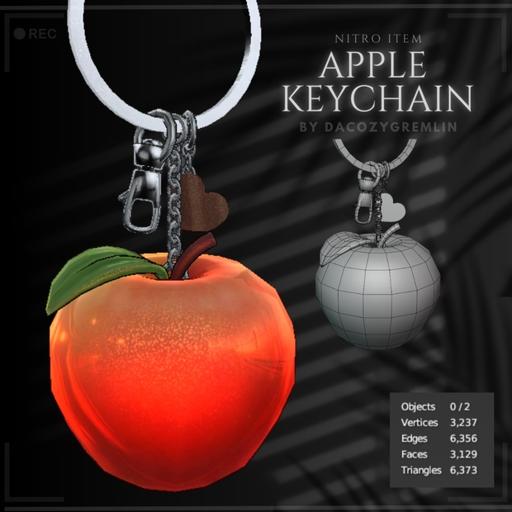 REC
NITRO ITEM
APPLE
KEYCHAIN
BY DACOZYGREMLIN
Objects 0/2
Vertices 3,237
Edges 6,356
Faces 3,129
Triangles 6,373